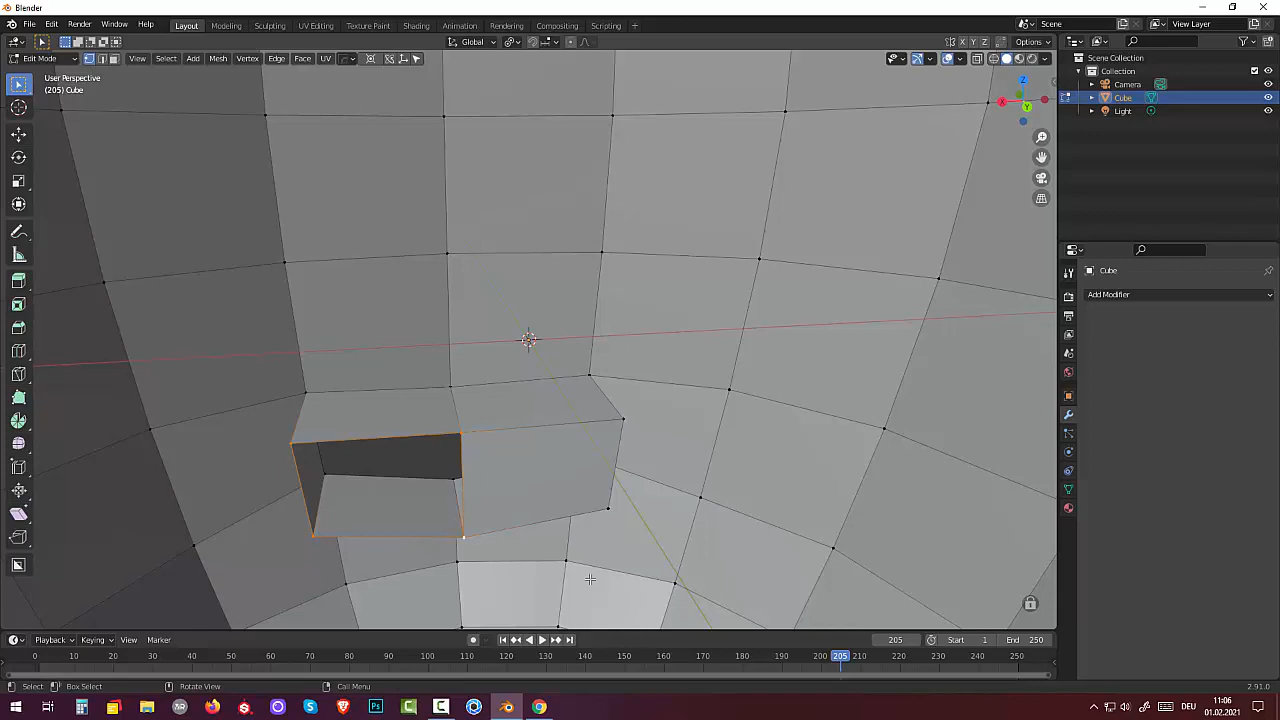 Blender
File Edit Render Window Help Layout Modeling Sculpting UV Editing Texture Paint Shading Animation Rendering Compositing Scripting + Scene View Layer
Global X Y Z Options
Edit Mode View Select Add Mesh Vertex Edge Face UV
User Perspective
(205) Cube
Z
X
Y
Scene Collection
Collection
Camera
Cube
Light
Cube
Add Modifier
Playback Keying View Marker 205 Start 1 End 250
0 10 20 30 40 50 60 70 80 90 100 110 120 130 140 150 160 170 180 190 200 205 210 220 230 240 250
Select Box Select Rotate View Call Menu 2.91.0
DEU 11:06
01.02.2021